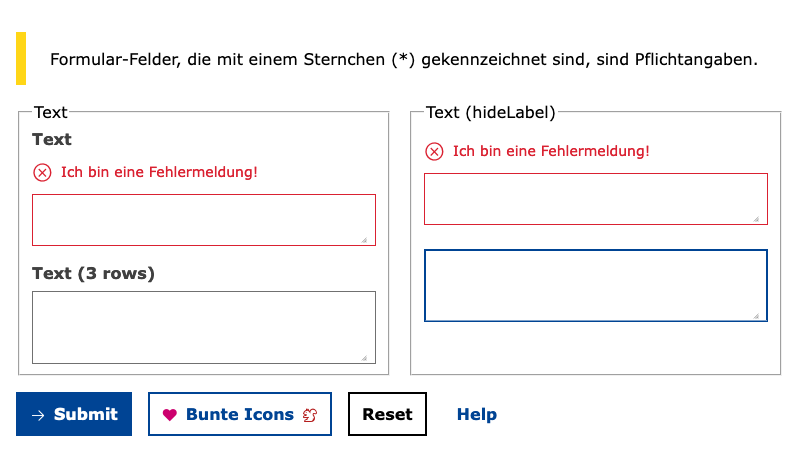 Formular-Felder, die mit einem Sternchen (*) gekennzeichnet sind, sind Pflichtangaben.
Text
Text
Ich bin eine Fehlermeldung!
Text (3 rows)
Text (hideLabel)
Ich bin eine Fehlermeldung!
Submit
Bunte Icons
Reset
Help